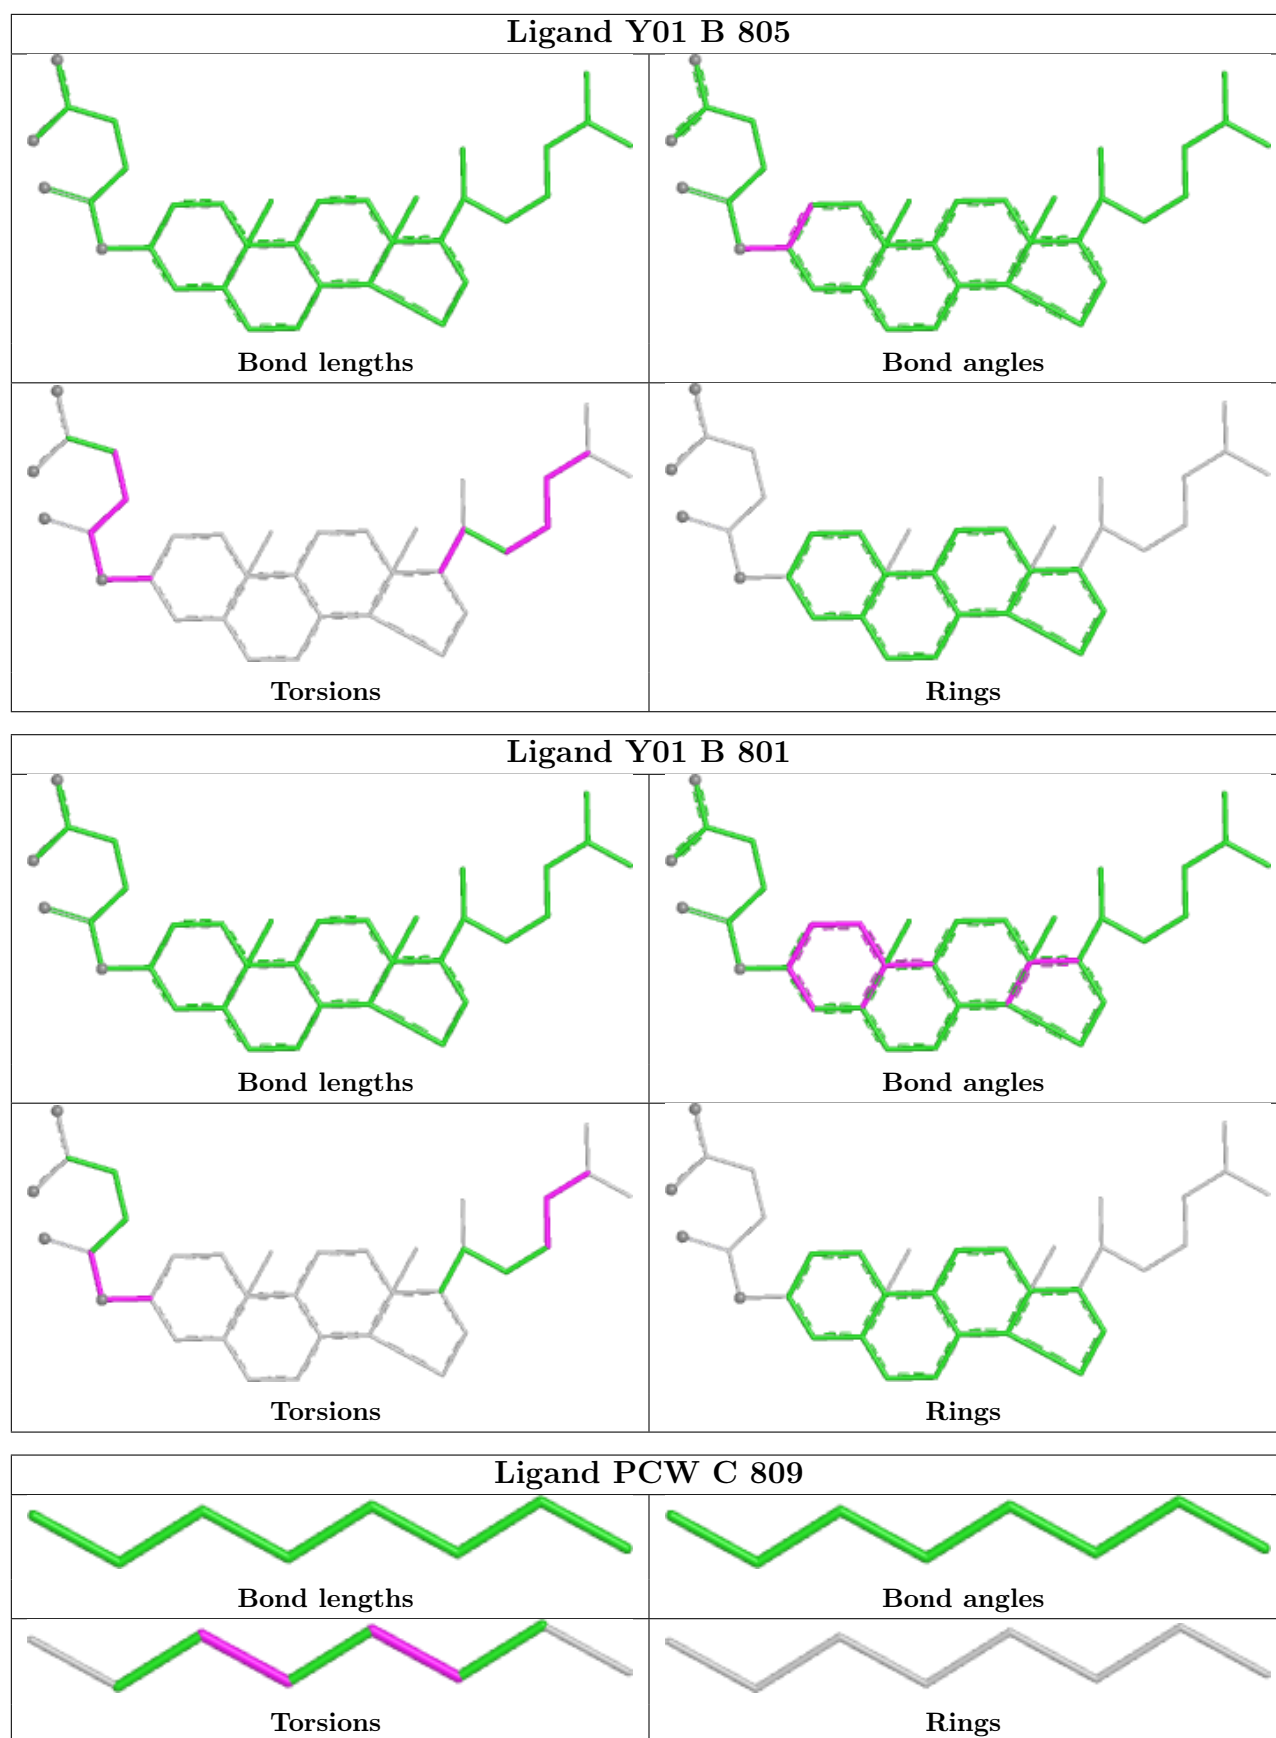 Ligand Y01 B 805
Bond lengths
Bond angles
Torsions
Rings
Ligand Y01 B 801
Bond lengths
Bond angles
Torsions
Rings
Ligand PCW C 809
Bond lengths
Bond angles
Torsions
Rings